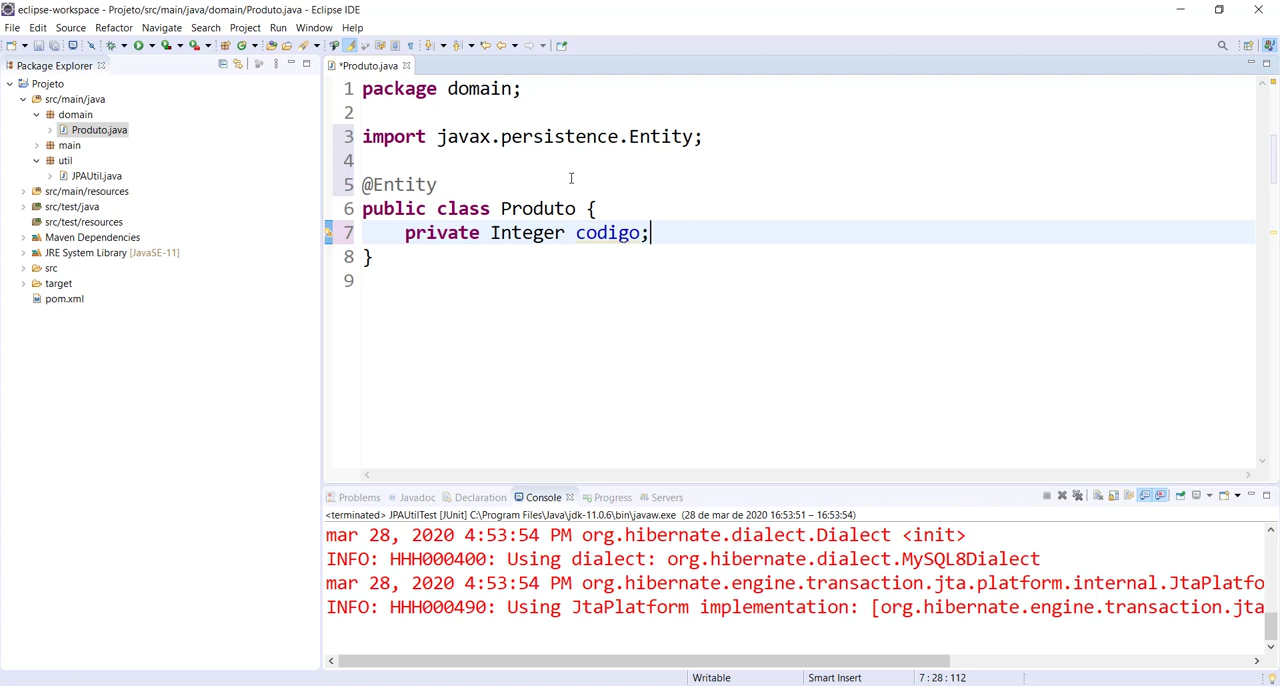 eclipse-workspace - Projeto/src/main/java/domain/Produto.java - Eclipse IDE
File Edit Source Refactor Navigate Search Project Run Window Help
Package Explorer
*Produto.java
Projeto
src/main/java
domain
Produto.java
main
util
JPAUtil.java
src/main/resources
src/test/java
src/test/resources
Maven Dependencies
JRE System Library [JavaSE-11]
src
target
pom.xml
1 package domain;
2
3 import javax.persistence.Entity;
4
5 @Entity
6 public class Produto {
7 private Integer codigo;
8 }
9
Problems Javadoc Declaration Console Progress Servers
<terminated> JPAUtilTest [JUnit] C:\Program Files\Java\jdk-11.0.6\bin\javaw.exe (28 de mar de 2020 16:53:51 – 16:53:54)
mar 28, 2020 4:53:54 PM org.hibernate.dialect.Dialect <init>
INFO: HHH000400: Using dialect: org.hibernate.dialect.MySQL8Dialect
mar 28, 2020 4:53:54 PM org.hibernate.engine.transaction.jta.platform.internal.JtaPlatfo
INFO: HHH000490: Using JtaPlatform implementation: [org.hibernate.engine.transaction.jta
Writable Smart Insert 7 : 28 : 112